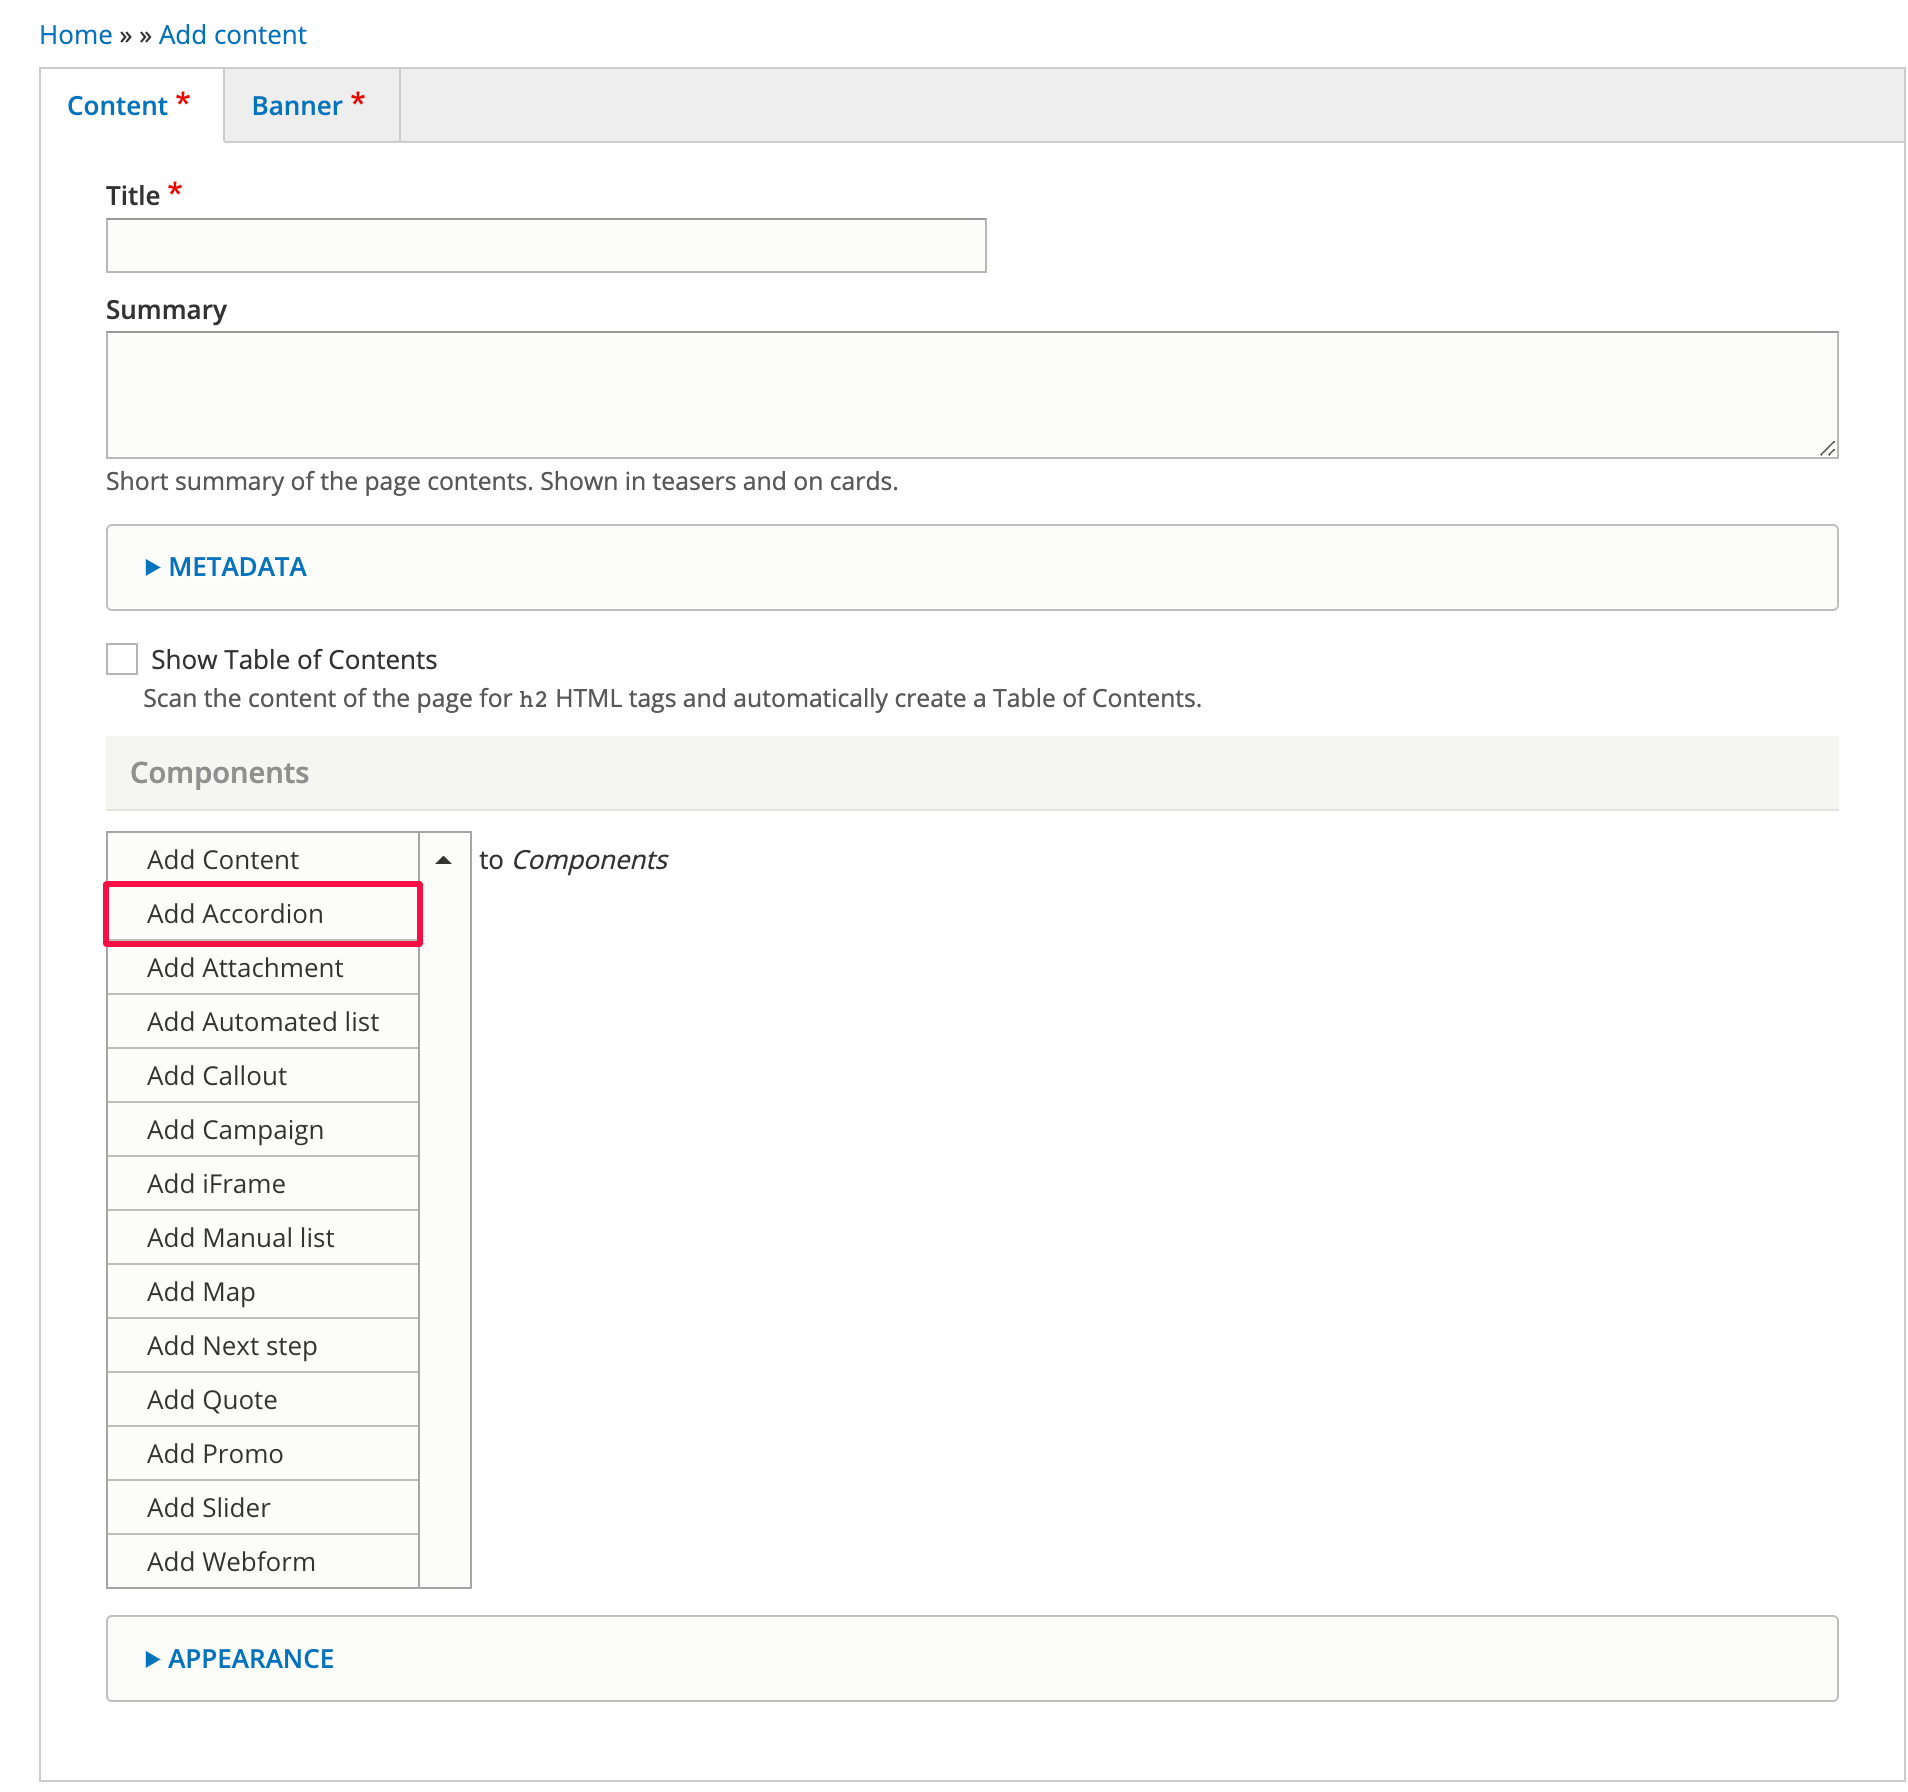 Home » » Add content
Content *
Banner *
Title *
Summary
Short summary of the page contents. Shown in teasers and on cards.
METADATA
Show Table of Contents
Scan the content of the page for h2 HTML tags and automatically create a Table of Contents.
Components
Add Content to Components
Add Accordion
Add Attachment
Add Automated list
Add Callout
Add Campaign
Add iFrame
Add Manual list
Add Map
Add Next step
Add Quote
Add Promo
Add Slider
Add Webform
APPEARANCE